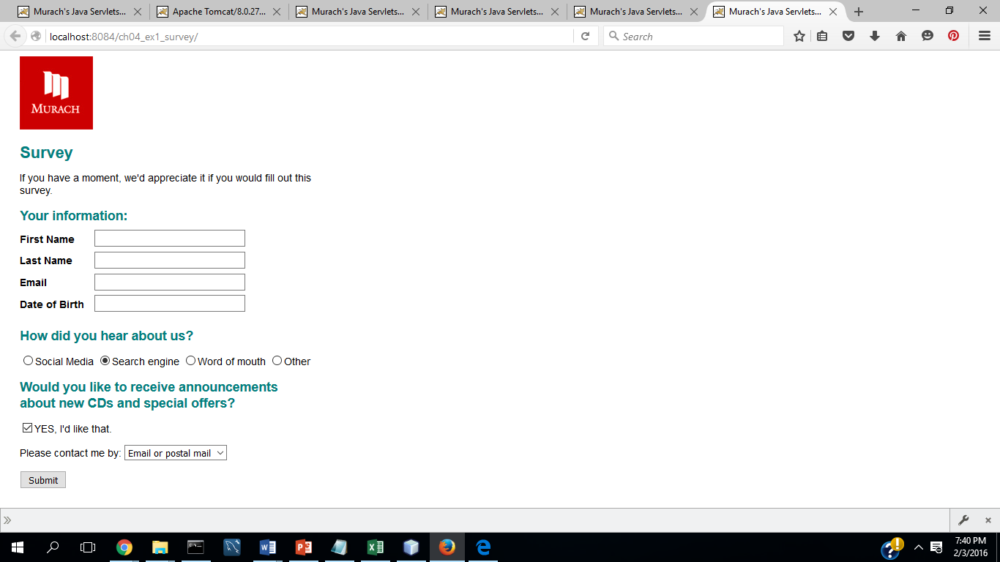 Murach's Java Servlets... Apache Tomcat/8.0.27... Murach's Java Servlets... Murach's Java Servlets... Murach's Java Servlets... Murach's Java Servlets...
localhost:8084/ch04_ex1_survey/ Search
MURACH
Survey
If you have a moment, we'd appreciate it if you would fill out this
survey.
Your information:
First Name
Last Name
Email
Date of Birth
How did you hear about us?
Social Media Search engine Word of mouth Other
Would you like to receive announcements
about new CDs and special offers?
YES, I'd like that.
Please contact me by: Email or postal mail
Submit
7:40 PM
2/3/2016